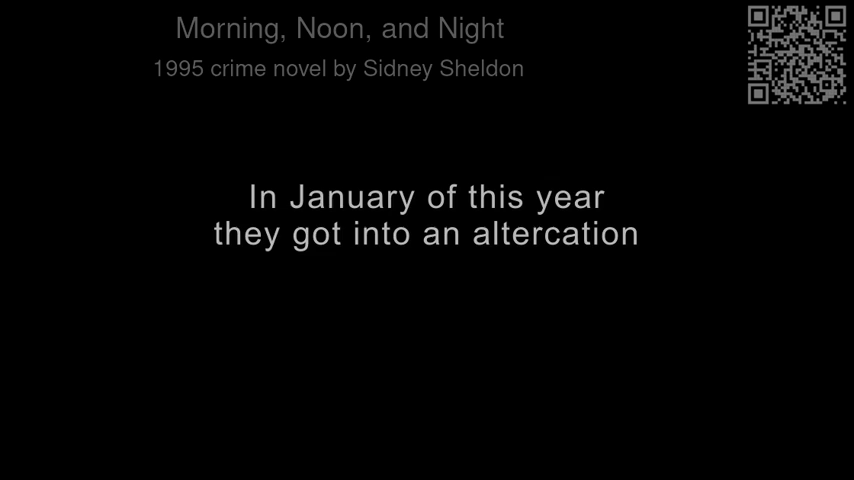 Morning, Noon, and Night
1995 crime novel by Sidney Sheldon
In January of this year
they got into an altercation